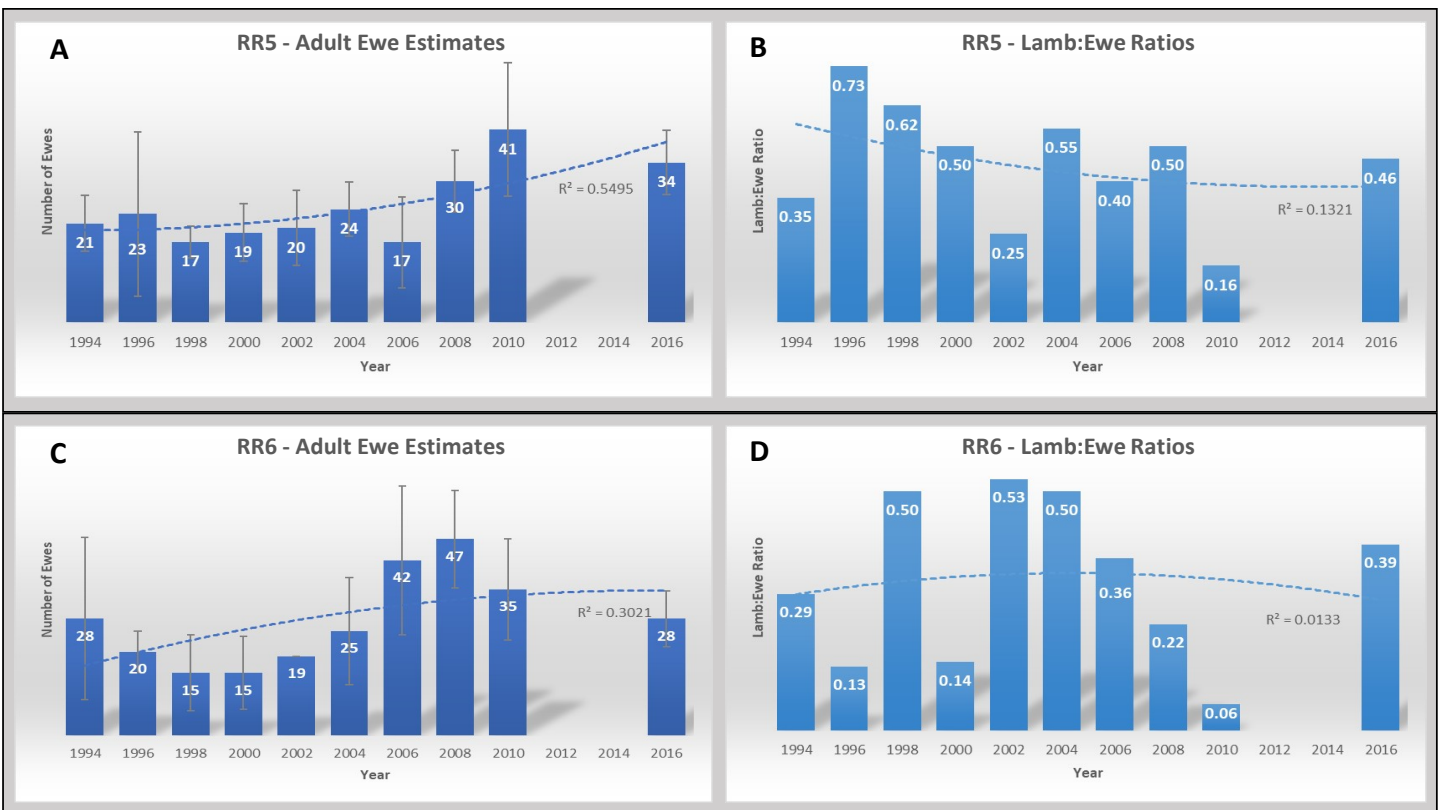 A
RR5 - Adult Ewe Estimates
Number of Ewes
21
23
17
19
20
24
17
30
41
34
R² = 0.5495
1994 1996 1998 2000 2002 2004 2006 2008 2010 2012 2014 2016
Year
B
RR5 - Lamb:Ewe Ratios
Lamb:Ewe Ratio
0.35
0.73
0.62
0.50
0.25
0.55
0.40
0.50
0.16
0.46
R² = 0.1321
1994 1996 1998 2000 2002 2004 2006 2008 2010 2012 2014 2016
Year
C
RR6 - Adult Ewe Estimates
Number of Ewes
28
20
15
15
19
25
42
47
35
28
R² = 0.3021
1994 1996 1998 2000 2002 2004 2006 2008 2010 2012 2014 2016
Year
D
RR6 - Lamb:Ewe Ratios
Lamb:Ewe Ratio
0.29
0.13
0.50
0.14
0.53
0.50
0.36
0.22
0.06
0.39
R² = 0.0133
1994 1996 1998 2000 2002 2004 2006 2008 2010 2012 2014 2016
Year